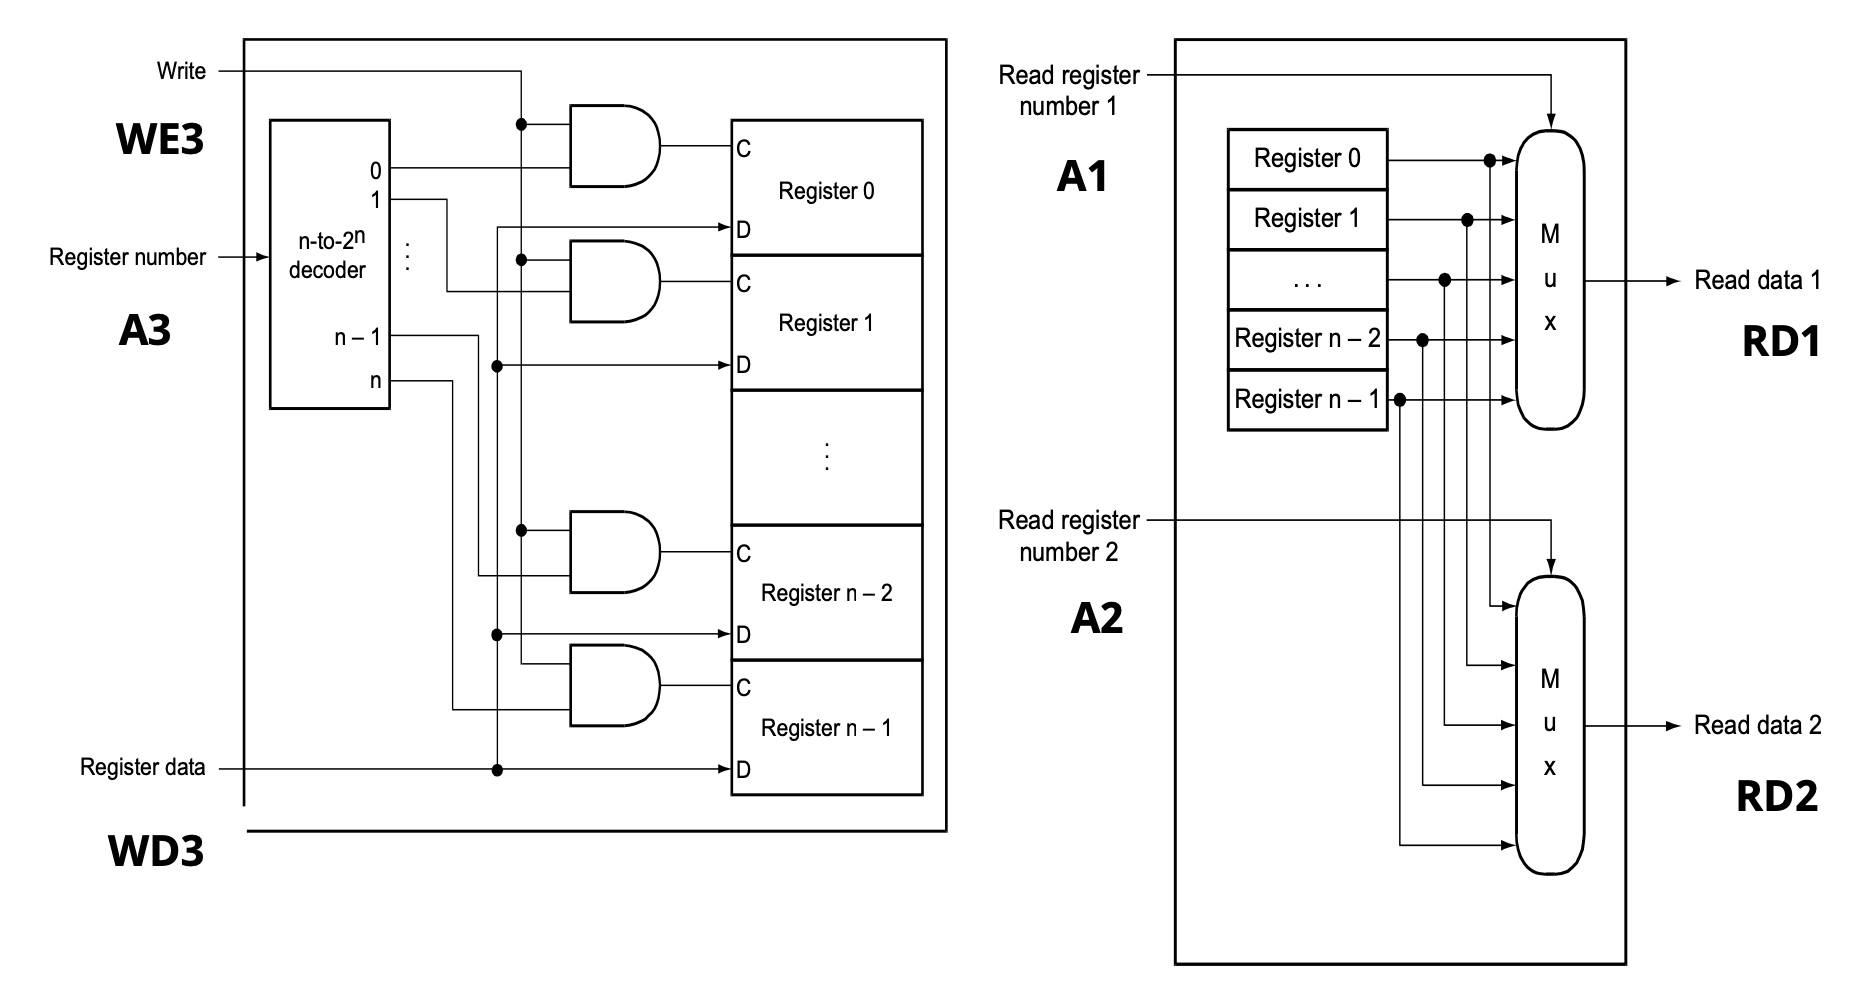 Write
WE3
0
1
n-to-2n
decoder
⋮
Register number
A3
n – 1
n
Register data
WD3
C
Register 0
D
C
Register 1
D
⋮
C
Register n – 2
D
C
Register n – 1
D
Read register
number 1
A1
Register 0
Register 1
. . .
Register n – 2
Register n – 1
M
u
x
Read data 1
RD1
Read register
number 2
A2
M
u
x
Read data 2
RD2